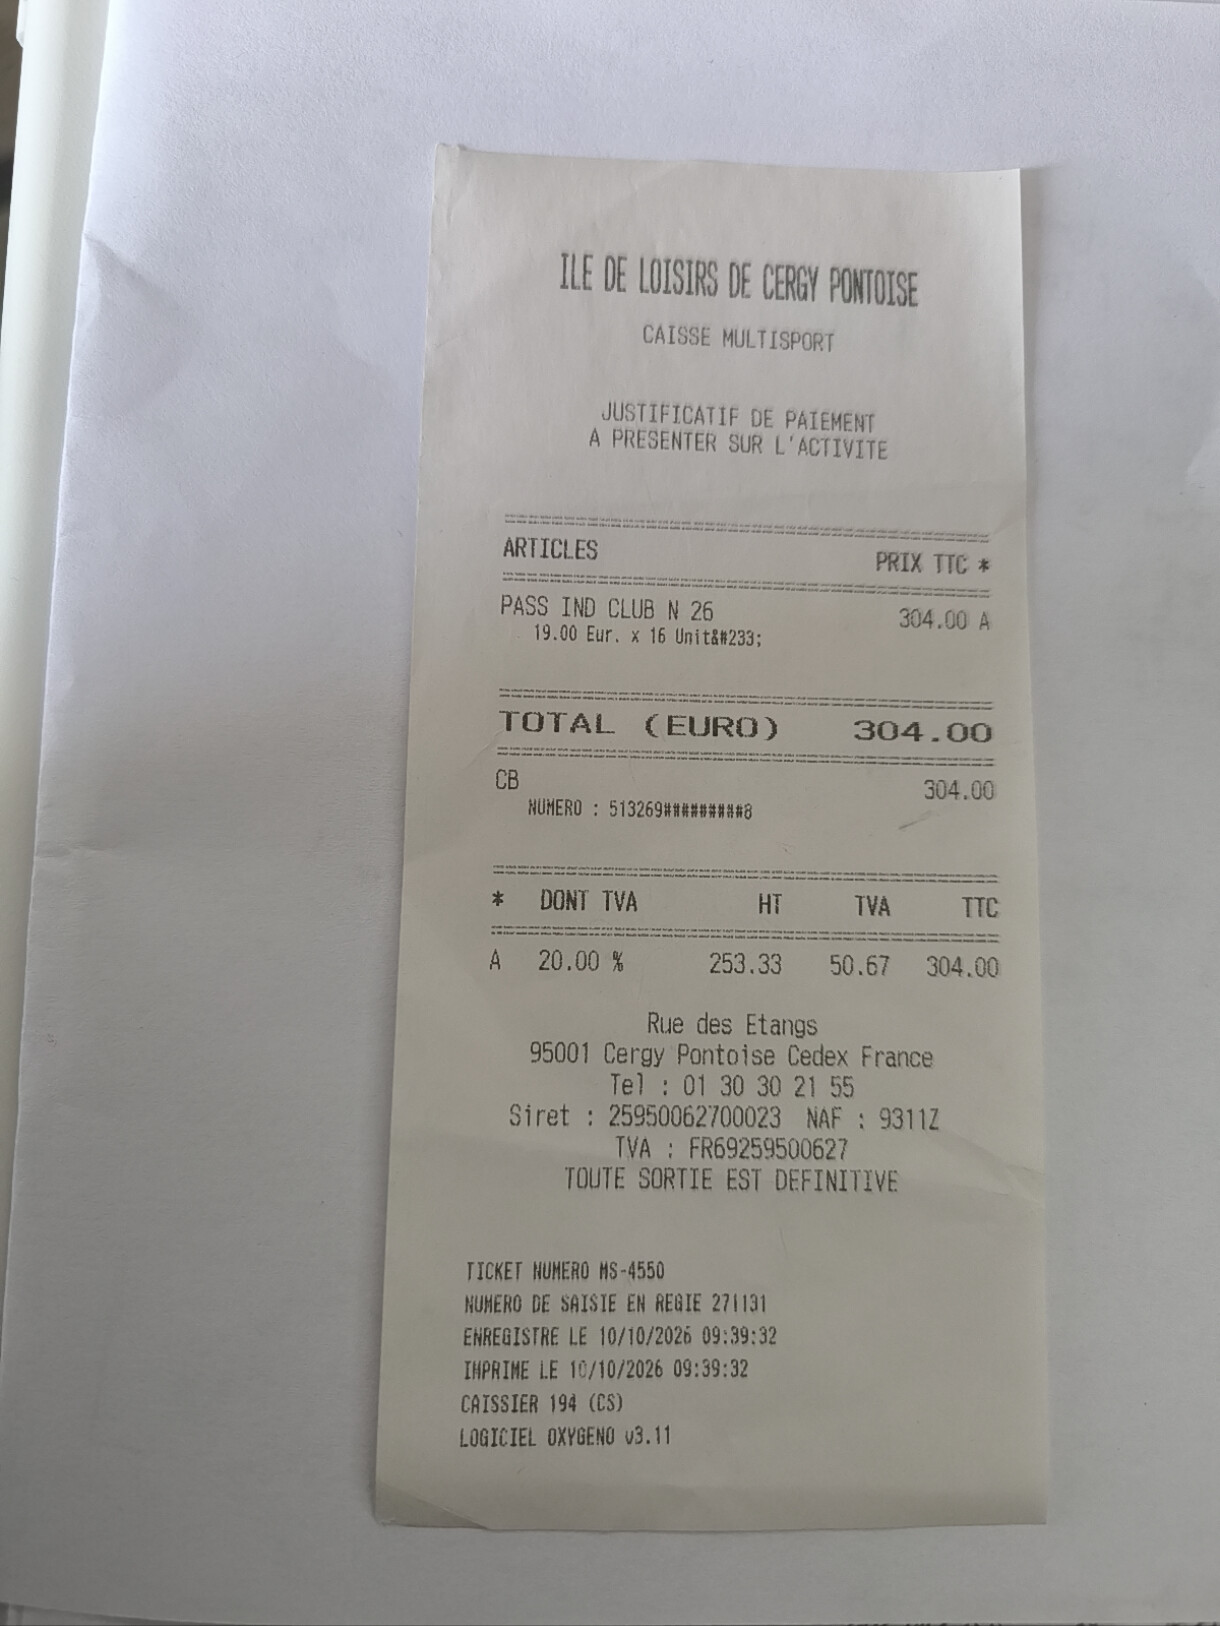 ILE DE LOISIRS DE CERGY PONTOISE
CAISSE MULTISPORT
JUSTIFICATIF DE PAIEMENT
A PRESENTER SUR L'ACTIVITE
ARTICLES PRIX TTC *
PASS IND CLUB N 26 304.00 A
19.00 Eur. x 16 Unit&#233;
TOTAL (EURO) 304.00
CB 304.00
NUMERO : 513269#########8
* DONT TVA HT TVA TTC
A 20.00 % 253.33 50.67 304.00
Rue des Etangs
95001 Cergy Pontoise Cedex France
Tel : 01 30 30 21 55
Siret : 25950062700023 NAF : 9311Z
TVA : FR69259500627
TOUTE SORTIE EST DEFINITIVE
TICKET NUMERO MS-4550
NUMERO DE SAISIE EN REGIE 271131
ENREGISTRE LE 10/10/2026 09:39:32
IMPRIME LE 10/10/2026 09:39:32
CAISSIER 194 (CS)
LOGICIEL OXYGENO v3.11